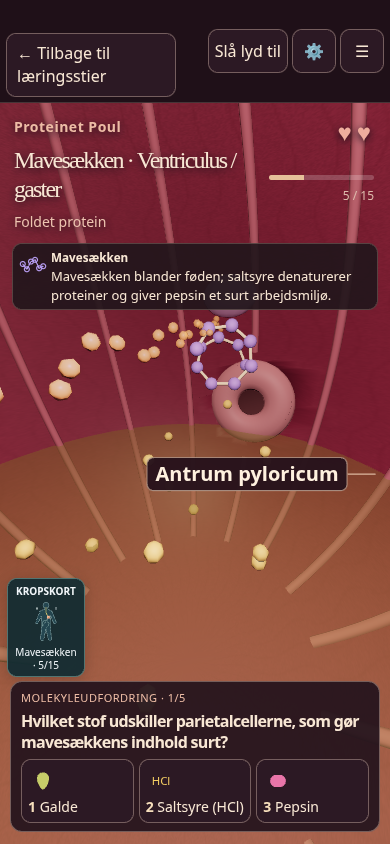 ← Tilbage til
læringsstier
Slå lyd til
Proteinet Poul
Mavesækken · Ventriculus /
gaster
5 / 15
Foldet protein
Mavesækken
Mavesækken blander føden; saltsyre denaturerer
proteiner og giver pepsin et surt arbejdsmiljø.
Antrum pyloricum
KROPSKORT
Mavesækken
· 5/15
MOLEKYLEUDFORDRING · 1/5
Hvilket stof udskiller parietalcellerne, som gør
mavesækkens indhold surt?
HCl
1 Galde
2 Saltsyre (HCl)
3 Pepsin